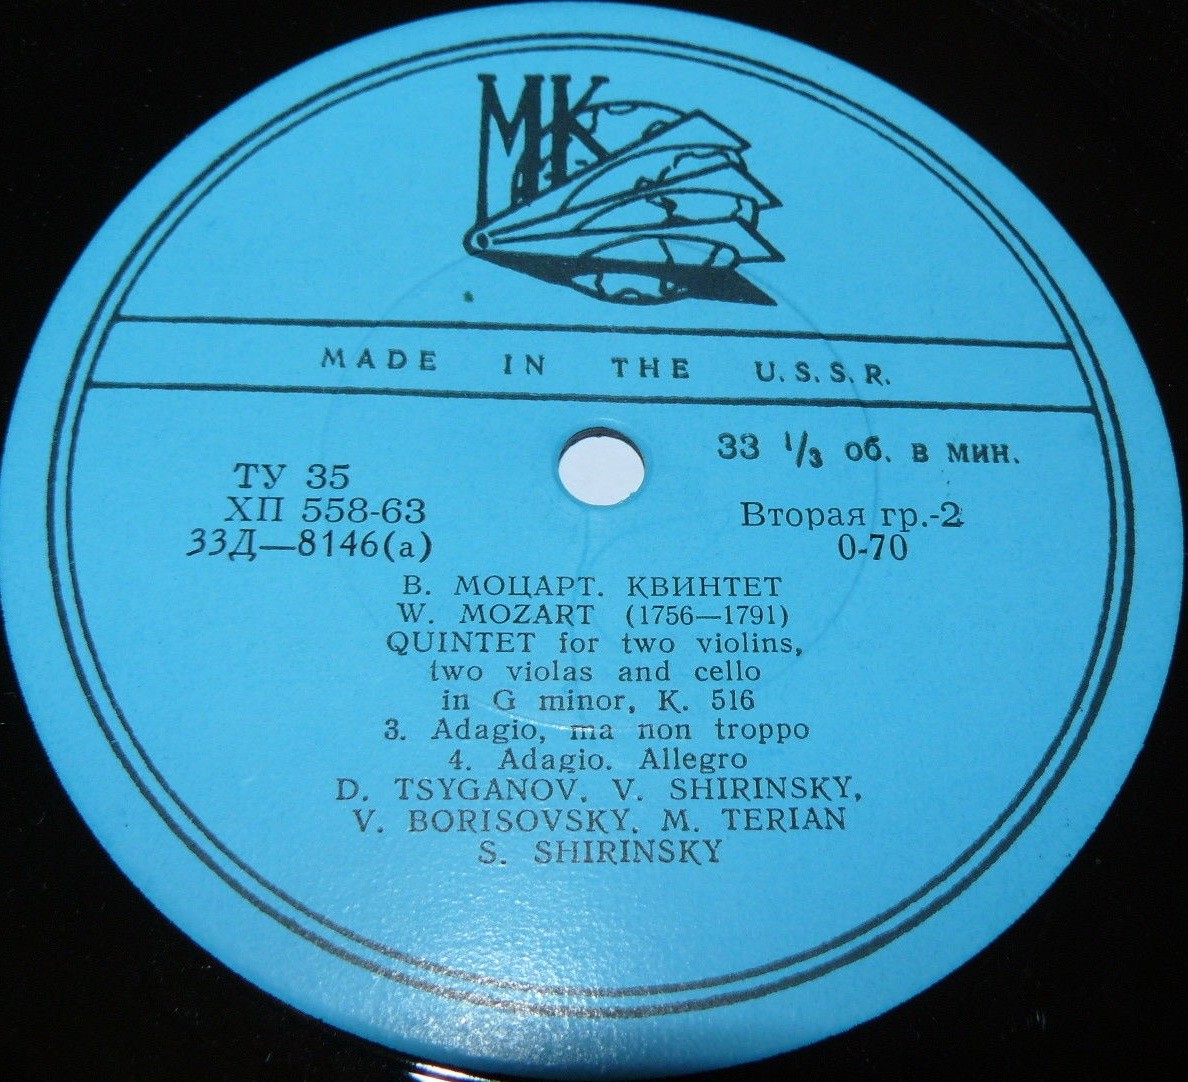 МК
MADE IN THE U.S.S.R.
33 1/3 об. в мин.
ТУ 35
ХП 558-63
33Д—8146(а)
Вторая гр.-2
0-70
В. МОЦАРТ. КВИНТЕТ
W. MOZART (1756—1791)
QUINTET for two violins,
two violas and cello
in G minor, K. 516
3. Adagio, ma non troppo
4. Adagio. Allegro
D. TSYGANOV, V. SHIRINSKY,
V. BORISOVSKY, M. TERIAN
S. SHIRINSKY